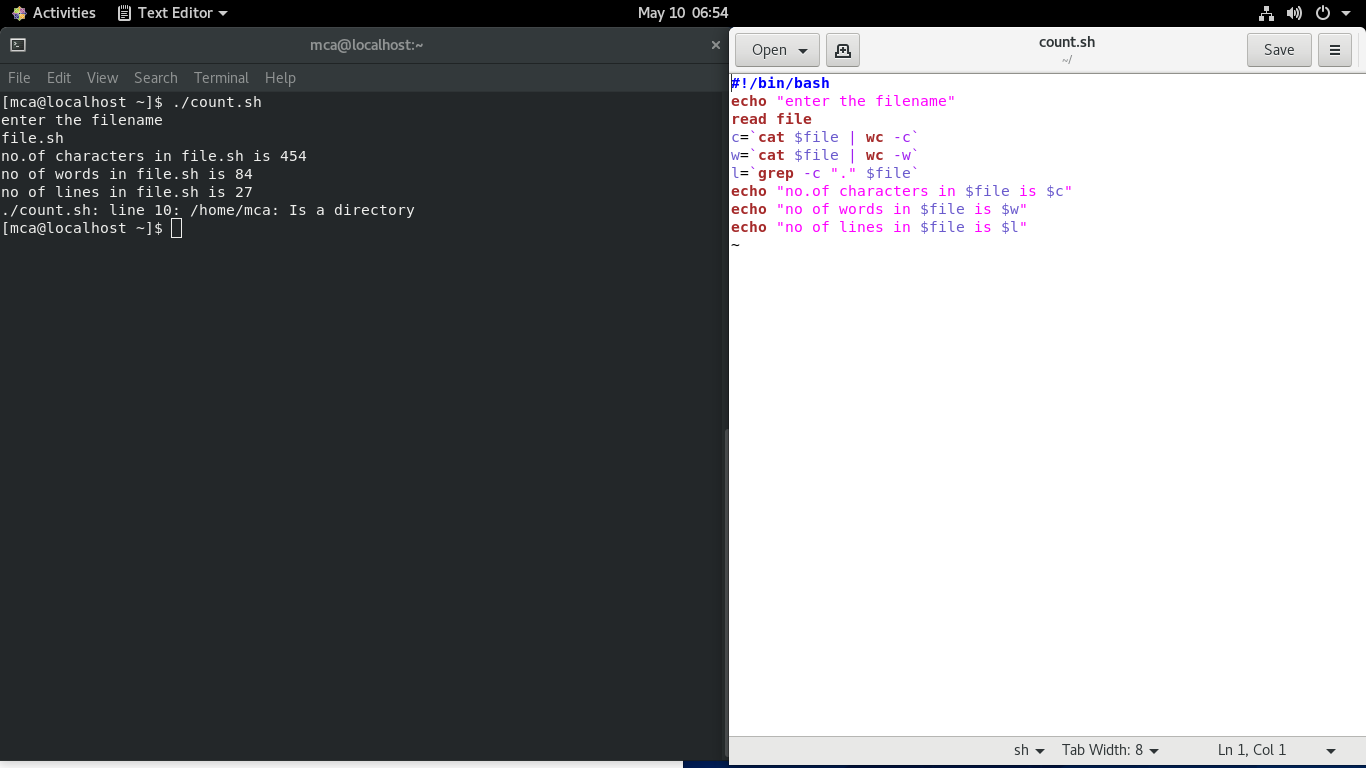 Activities Text Editor May 10 06:54
mca@localhost:~
File Edit View Search Terminal Help
[mca@localhost ~]$ ./count.sh
enter the filename
file.sh
no.of characters in file.sh is 454
no of words in file.sh is 84
no of lines in file.sh is 27
./count.sh: line 10: /home/mca: Is a directory
[mca@localhost ~]$
Open count.sh Save
~/
#!/bin/bash
echo "enter the filename"
read file
c=`cat $file | wc -c`
w=`cat $file | wc -w`
l=`grep -c "." $file`
echo "no.of characters in $file is $c"
echo "no of words in $file is $w"
echo "no of lines in $file is $l"
~
sh Tab Width: 8 Ln 1, Col 1